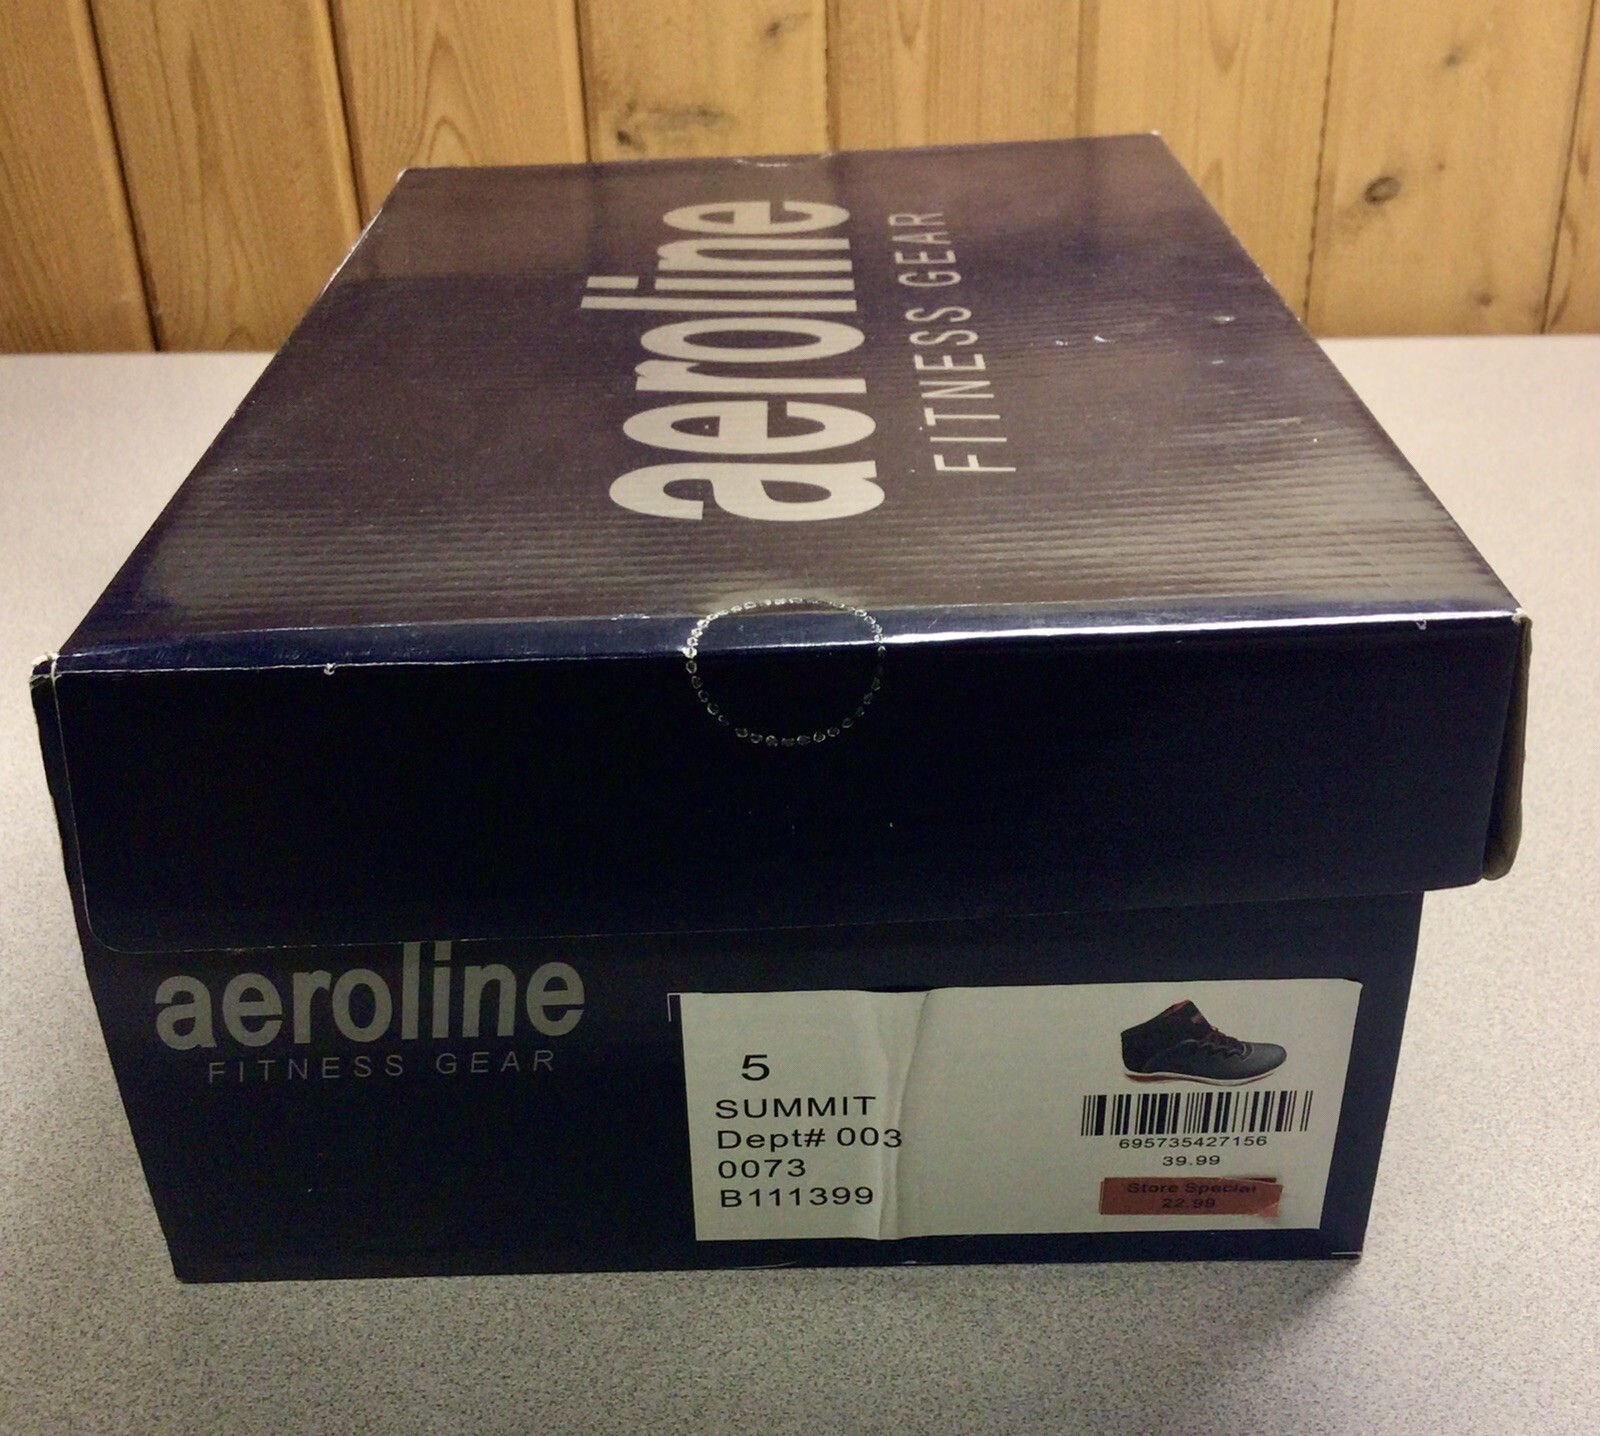 aeroline
FITNESS GEAR
aeroline
FITNESS GEAR
5
SUMMIT
Dept# 003
0073
B111399
695735427156
39.99
Store Special
22.99